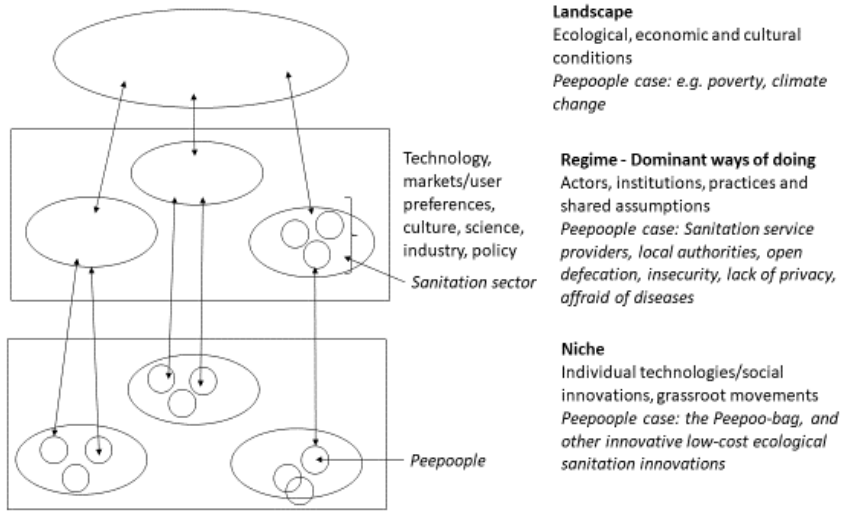 Landscape
Ecological, economic and cultural
conditions
Peepoople case: e.g. poverty, climate
change
Technology,
markets/user
preferences,
culture, science,
industry, policy
Sanitation sector
Regime - Dominant ways of doing
Actors, institutions, practices and
shared assumptions
Peepoople case: Sanitation service
providers, local authorities, open
defecation, insecurity, lack of privacy,
affraid of diseases
Niche
Individual technologies/social
innovations, grassroot movements
Peepoople case: the Peepoo-bag, and
other innovative low-cost ecological
sanitation innovations
Peepoople